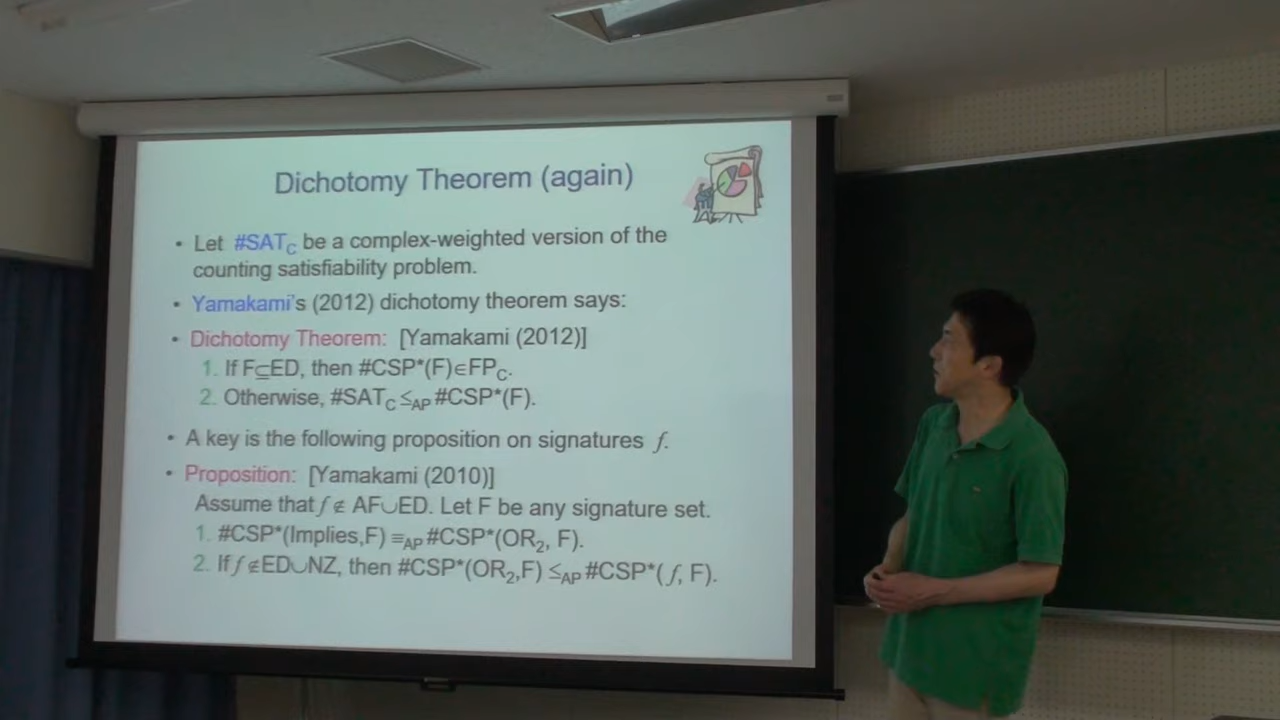 Dichotomy Theorem (again)
• Let #SAT_C be a complex-weighted version of the
counting satisfiability problem.
• Yamakami's (2012) dichotomy theorem says:
• Dichotomy Theorem: [Yamakami (2012)]
1. If F⊆ED, then #CSP*(F)∈FP_C.
2. Otherwise, #SAT_C ≤_AP #CSP*(F).
• A key is the following proposition on signatures f.
• Proposition: [Yamakami (2010)]
Assume that f ∉ AF∪ED. Let F be any signature set.
1. #CSP*(Implies,F) ≡_AP #CSP*(OR_2, F).
2. If f ∉ED∪NZ, then #CSP*(OR_2,F) ≤_AP #CSP*(f, F).